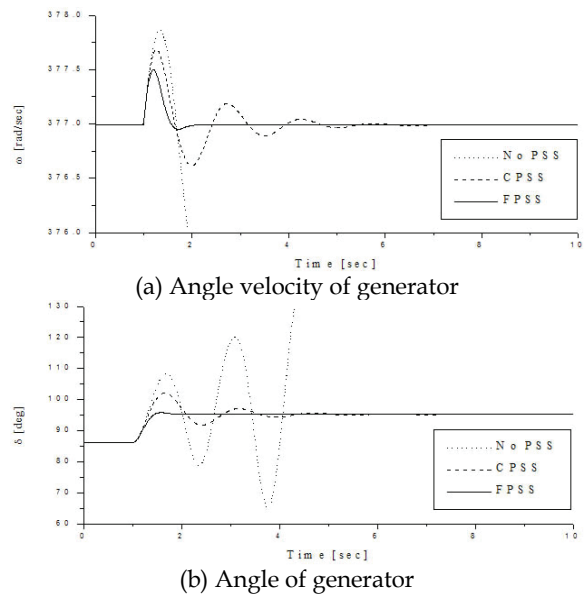 378.0
377.5
377.0
376.5
376.0
ω [rad/sec]
No PSS
CPSS
FPSS
0 2 4 6 8 10
Time [sec]
(a) Angle velocity of generator
130
120
110
100
90
80
70
60
δ [deg]
No PSS
CPSS
FPSS
0 2 4 6 8 10
Time [sec]
(b) Angle of generator